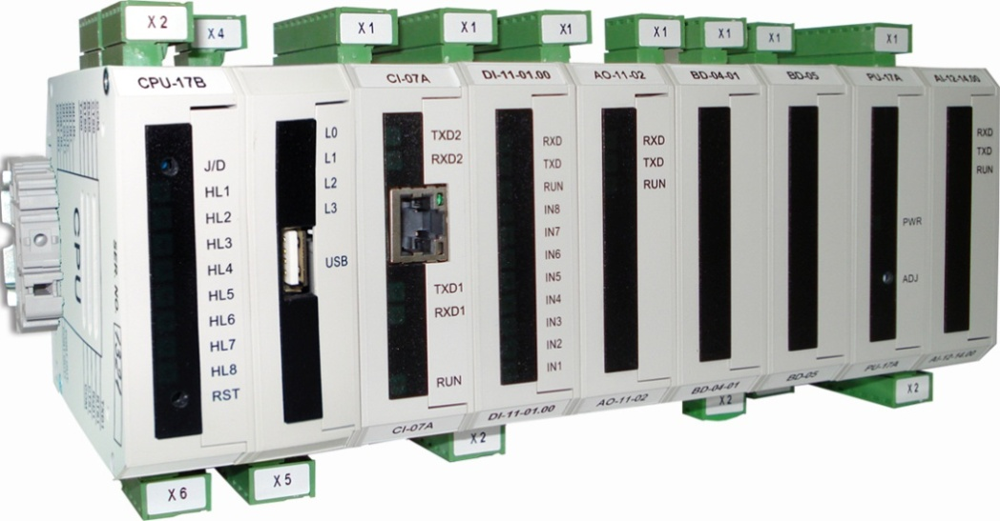 X 2
X 4
X 1
X 1
X1
X 1
X 1
X 1
X 1
CPU-17B
CI-07A
DI-11-01.00
AO-11-02
BD-04-01
BD-05
PU-17A
AI-12-14.00
J/D
HL1
HL2
HL3
HL4
HL5
HL6
HL7
HL8
RST
L0
L1
L2
L3
USB
TXD2
RXD2
TXD1
RXD1
RUN
RXD
TXD
RUN
IN8
IN7
IN6
IN5
IN4
IN3
IN2
IN1
RXD
TXD
RUN
PWR
ADJ
RXD
TXD
RUN
CPU
SER. NO.
CI-07A
DI-11-01.00
AO-11-02
BD-04-01
BD-05
PU-17A
AI-12-14.00
X 6
X 5
X 2
X 2
X 2